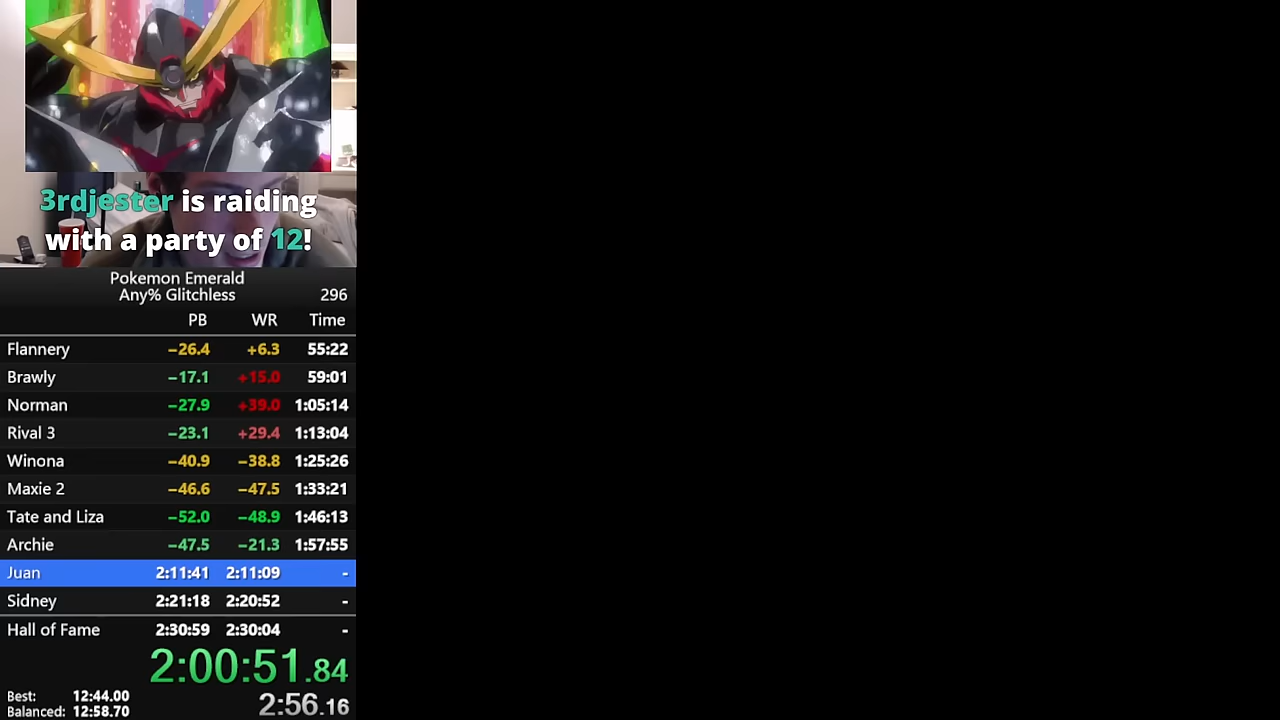 3rdjester is raiding
with a party of 12!
Pokemon Emerald
Any% Glitchless 296
PB WR Time
Flannery −26.4 +6.3 55:22
Brawly −17.1 +15.0 59:01
Norman −27.9 +39.0 1:05:14
Rival 3 −23.1 +29.4 1:13:04
Winona −40.9 −38.8 1:25:26
Maxie 2 −46.6 −47.5 1:33:21
Tate and Liza −52.0 −48.9 1:46:13
Archie −47.5 −21.3 1:57:55
Juan 2:11:41 2:11:09 -
Sidney 2:21:18 2:20:52 -
Hall of Fame 2:30:59 2:30:04 -
2:00:51.84
Best: 12:44.00
Balanced: 12:58.70
2:56.16